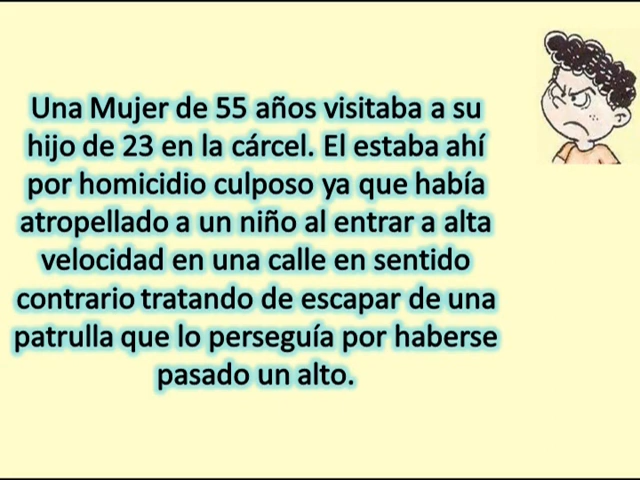 Una Mujer de 55 años visitaba a su
hijo de 23 en la cárcel. El estaba ahí
por homicidio culposo ya que había
atropellado a un niño al entrar a alta
velocidad en una calle en sentido
contrario tratando de escapar de una
patrulla que lo perseguía por haberse
pasado un alto.